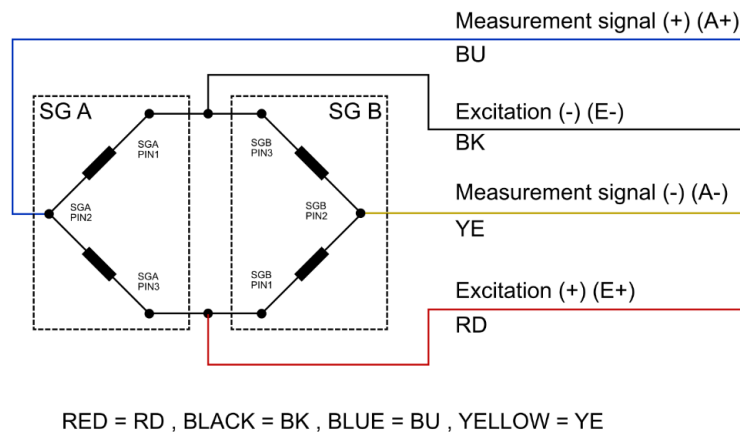 Measurement signal (+) (A+)
BU
SG A
SG B
Excitation (-) (E-)
BK
SGA
PIN1
SGB
PIN3
Measurement signal (-) (A-)
YE
SGA
PIN2
SGB
PIN2
SGA
PIN3
SGB
PIN1
Excitation (+) (E+)
RD
RED = RD , BLACK = BK , BLUE = BU , YELLOW = YE